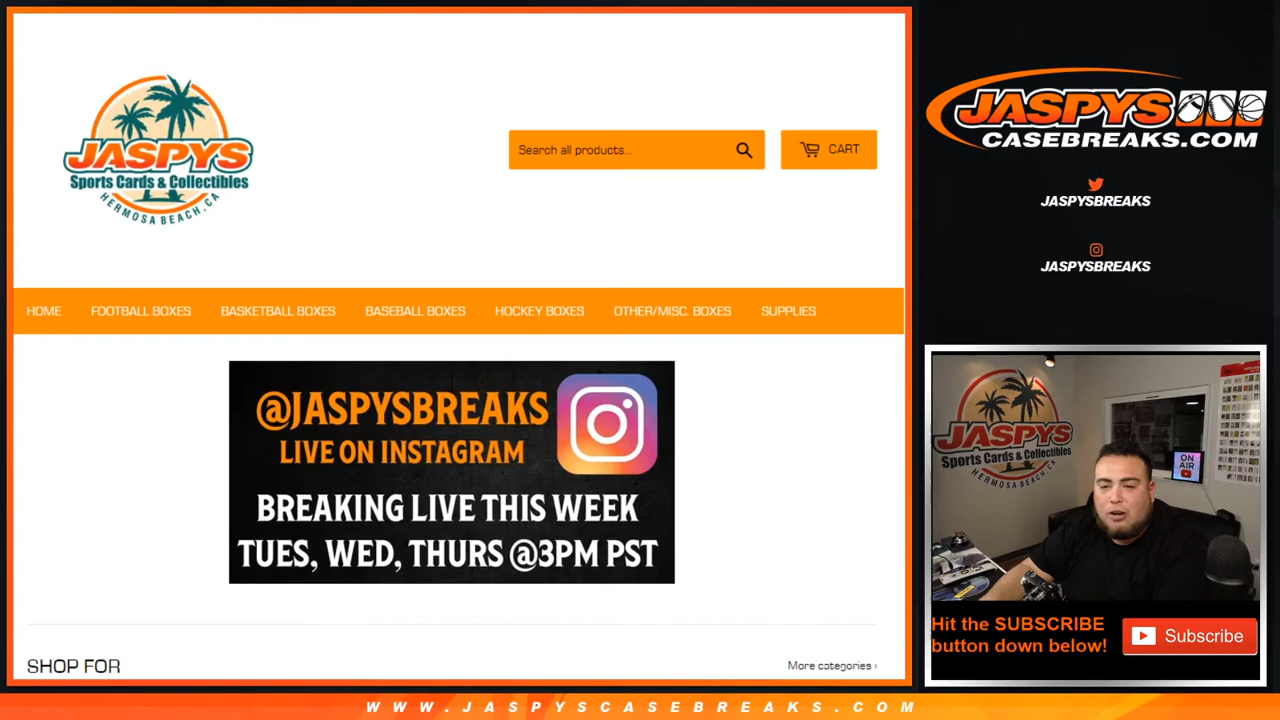 JASPYS
Sports Cards & Collectibles
HERMOSA BEACH, CA
Search all products...
CART
HOME
FOOTBALL BOXES
BASKETBALL BOXES
BASEBALL BOXES
HOCKEY BOXES
OTHER/MISC. BOXES
SUPPLIES
@JASPYSBREAKS
LIVE ON INSTAGRAM
BREAKING LIVE THIS WEEK
TUES, WED, THURS @3PM PST
SHOP FOR
More categories ›
JASPYS
CASEBREAKS.COM
JASPYSBREAKS
JASPYSBREAKS
JASPYS
Sports Cards & Collectibles
ON
AIR
Hit the SUBSCRIBE
button down below!
Subscribe
WWW.JASPYSCASEBREAKS.COM